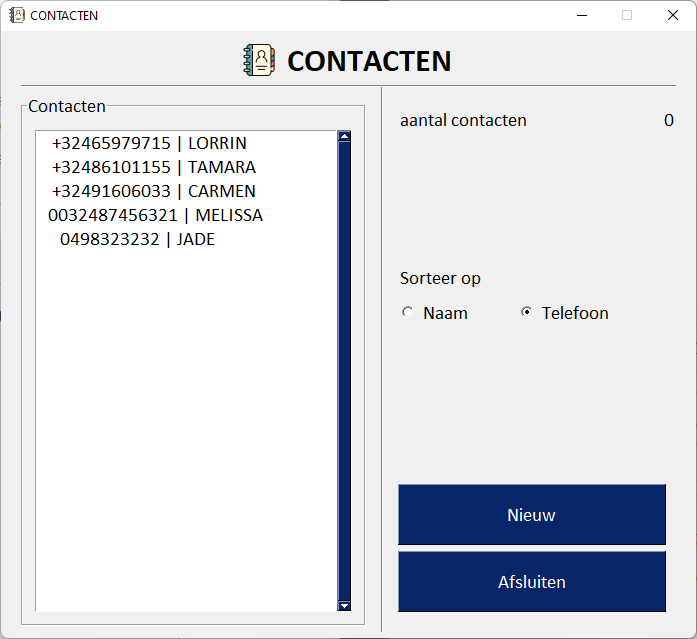 CONTACTEN
CONTACTEN
Contacten
+32465979715 | LORRIN
+32486101155 | TAMARA
+32491606033 | CARMEN
0032487456321 | MELISSA
0498323232 | JADE
aantal contacten 0
Sorteer op
Naam Telefoon
Nieuw
Afsluiten